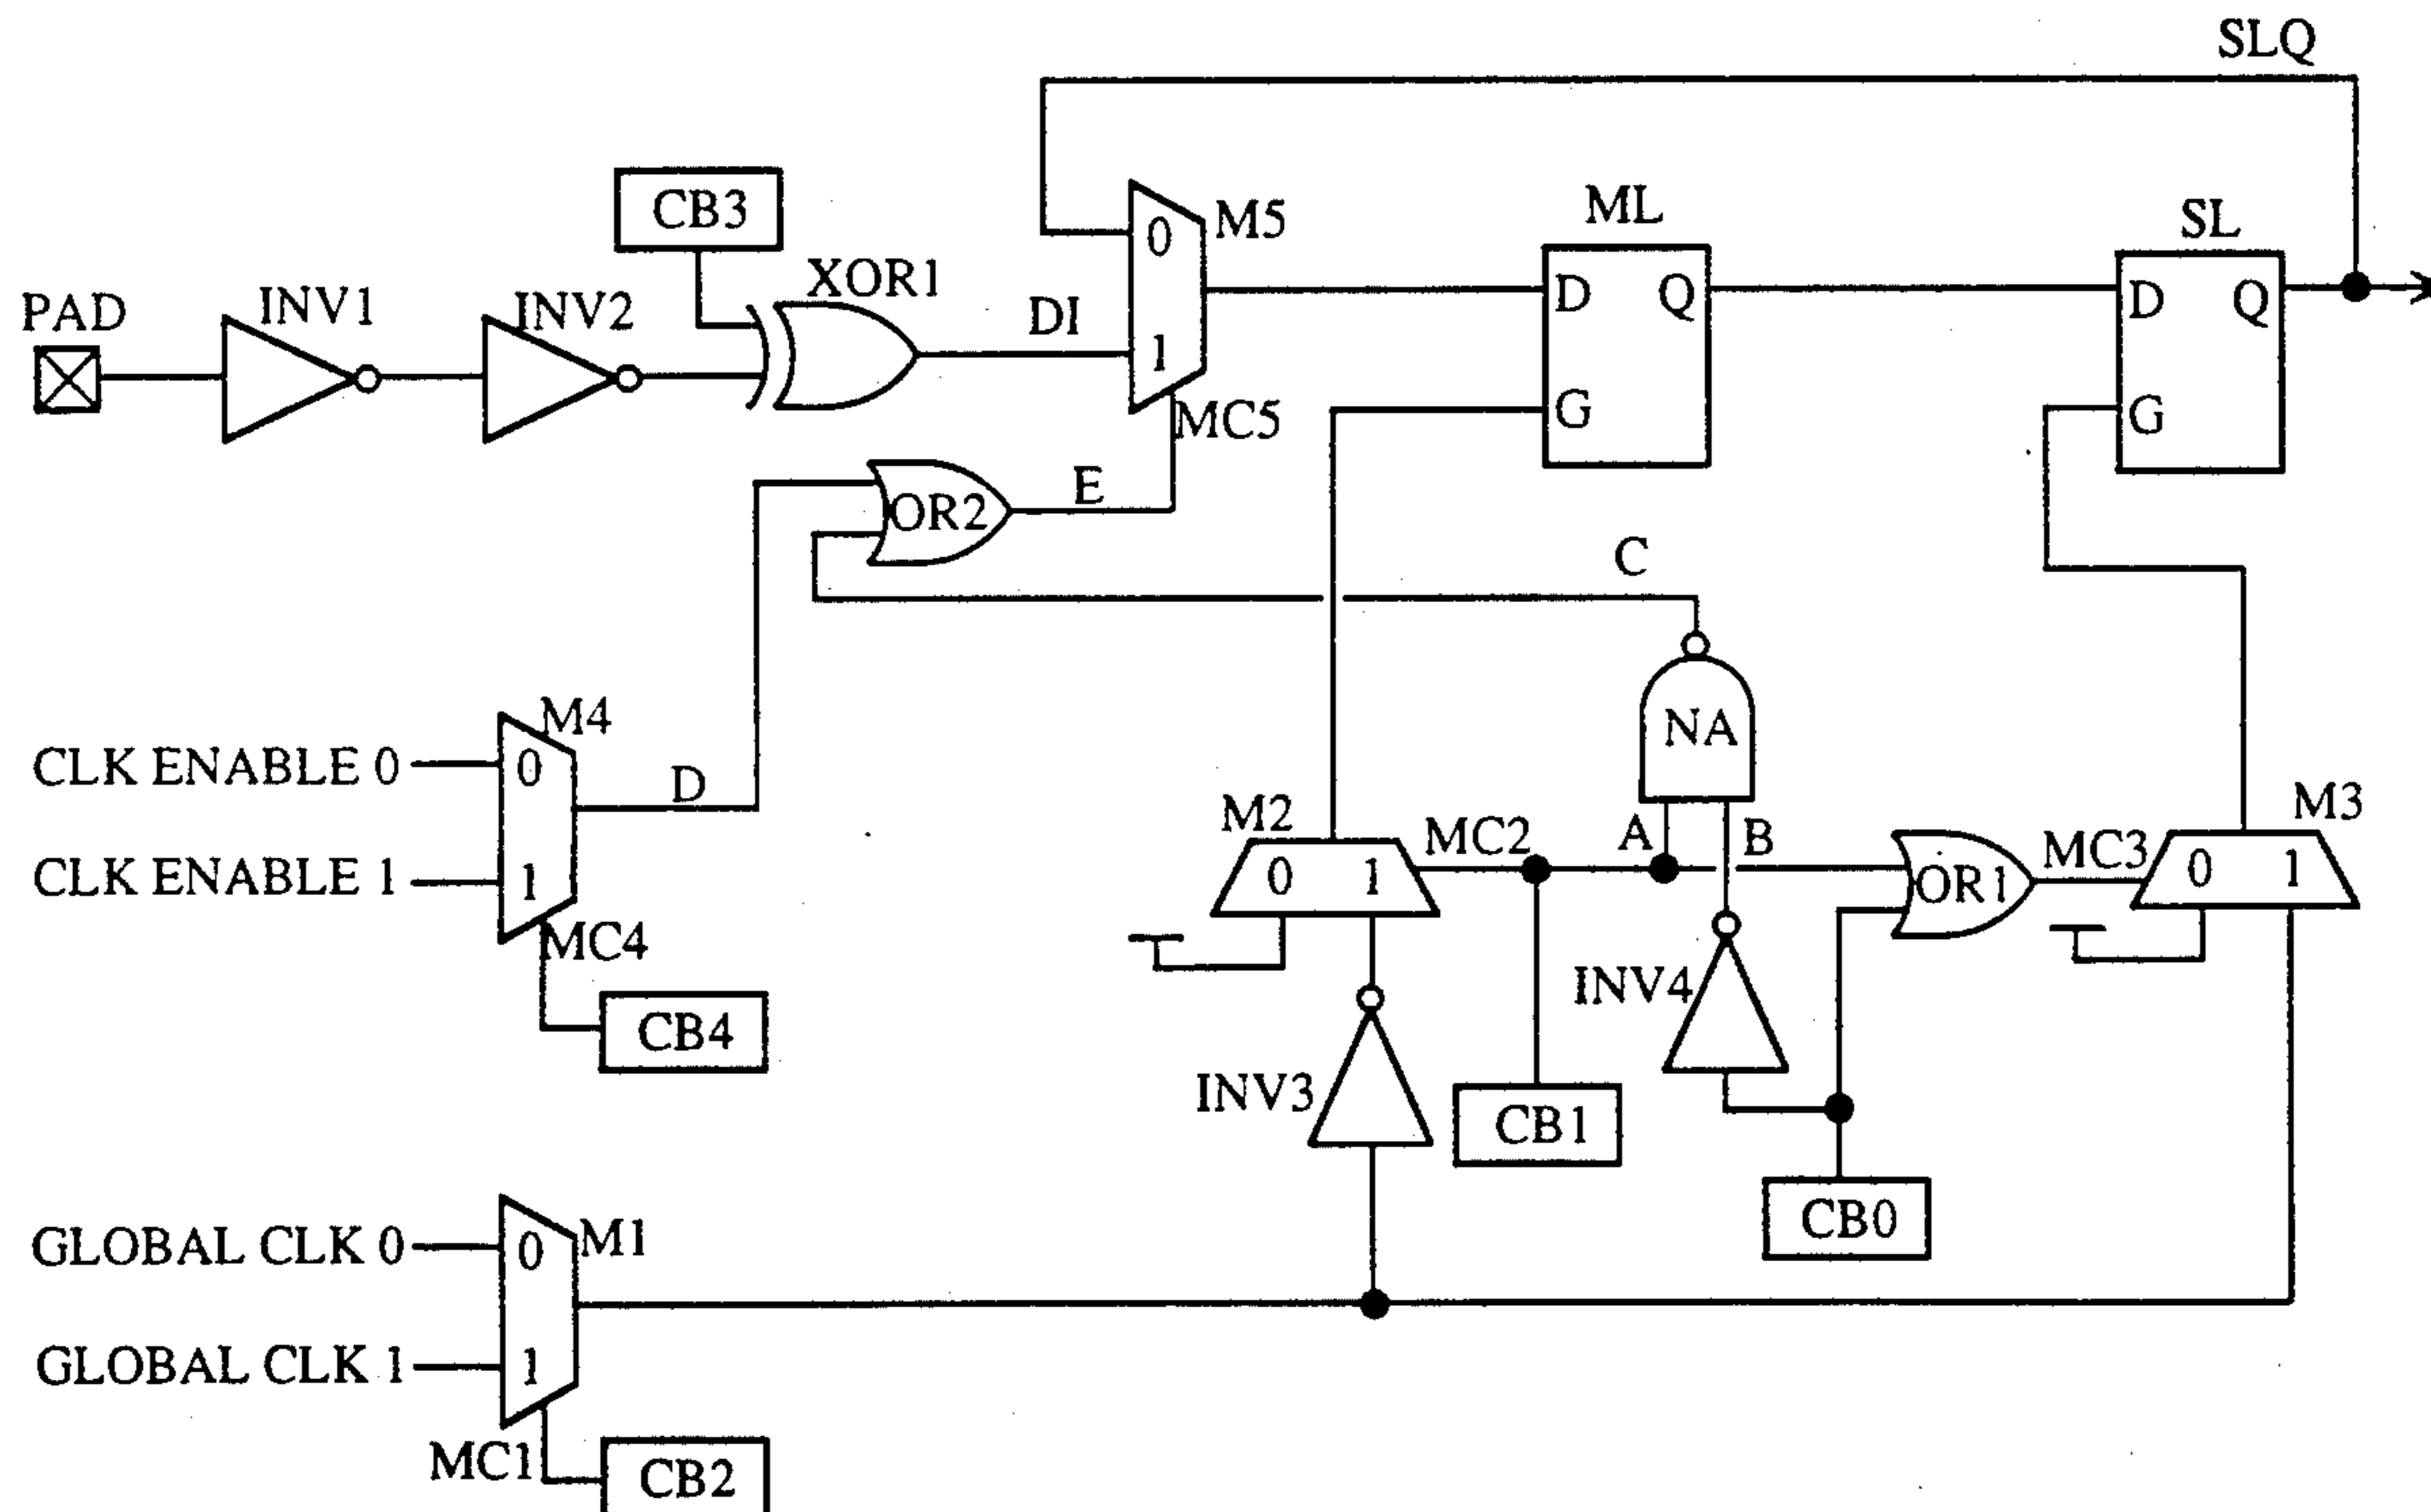 SLQ
CB3
M5
0
1
MC5
ML
D Q
G
SL
D Q
G
PAD
INV1
INV2
XOR1
DI
OR2
E
C
M4
CLK ENABLE 0
0
CLK ENABLE 1
1
MC4
CB4
D
NA
A
B
M2
0 1
MC2
OR1
MC3
M3
0 1
INV4
INV3
CB1
CB0
GLOBAL CLK 0
0
M1
GLOBAL CLK 1
1
MC1
CB2